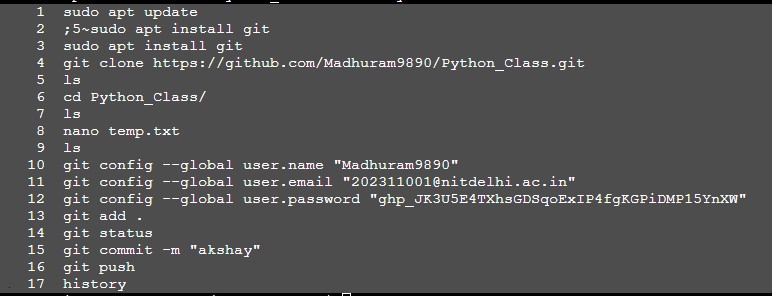 1 sudo apt update
2 ;5~sudo apt install git
3 sudo apt install git
4 git clone https://github.com/Madhuram9890/Python_Class.git
5 ls
6 cd Python_Class/
7 ls
8 nano temp.txt
9 ls
10 git config --global user.name "Madhuram9890"
11 git config --global user.email "202311001@nitdelhi.ac.in"
12 git config --global user.password "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"
13 git add .
14 git status
15 git commit -m "akshay"
16 git push
17 history